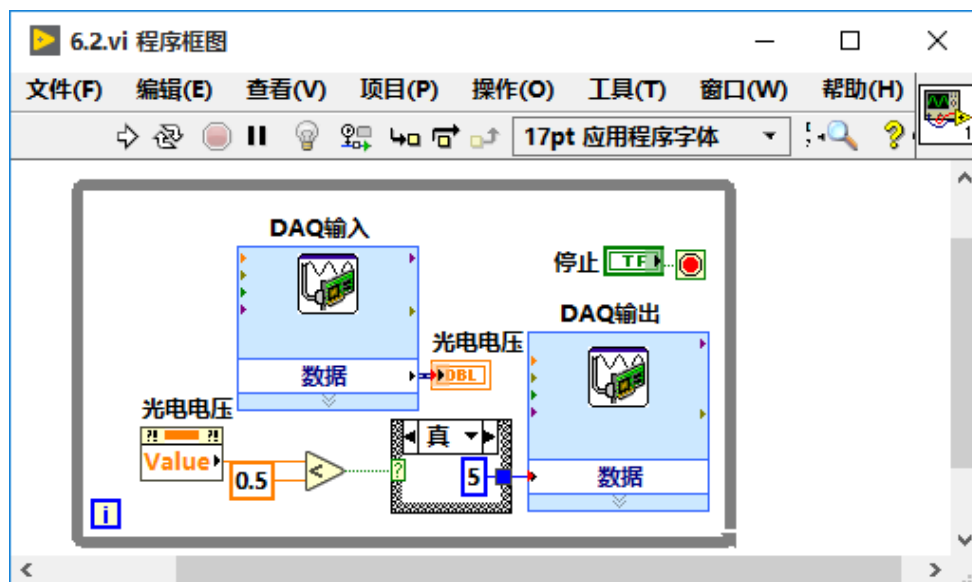 6.2.vi 程序框图
文件(F) 编辑(E) 查看(V) 项目(P) 操作(O) 工具(T) 窗口(W) 帮助(H)
17pt 应用程序字体
1
DAQ输入
停止 TF
DAQ输出
光电电压
DBL
数据
光电电压
真
?! ?!
Value
0.5
<
?
5
数据
i